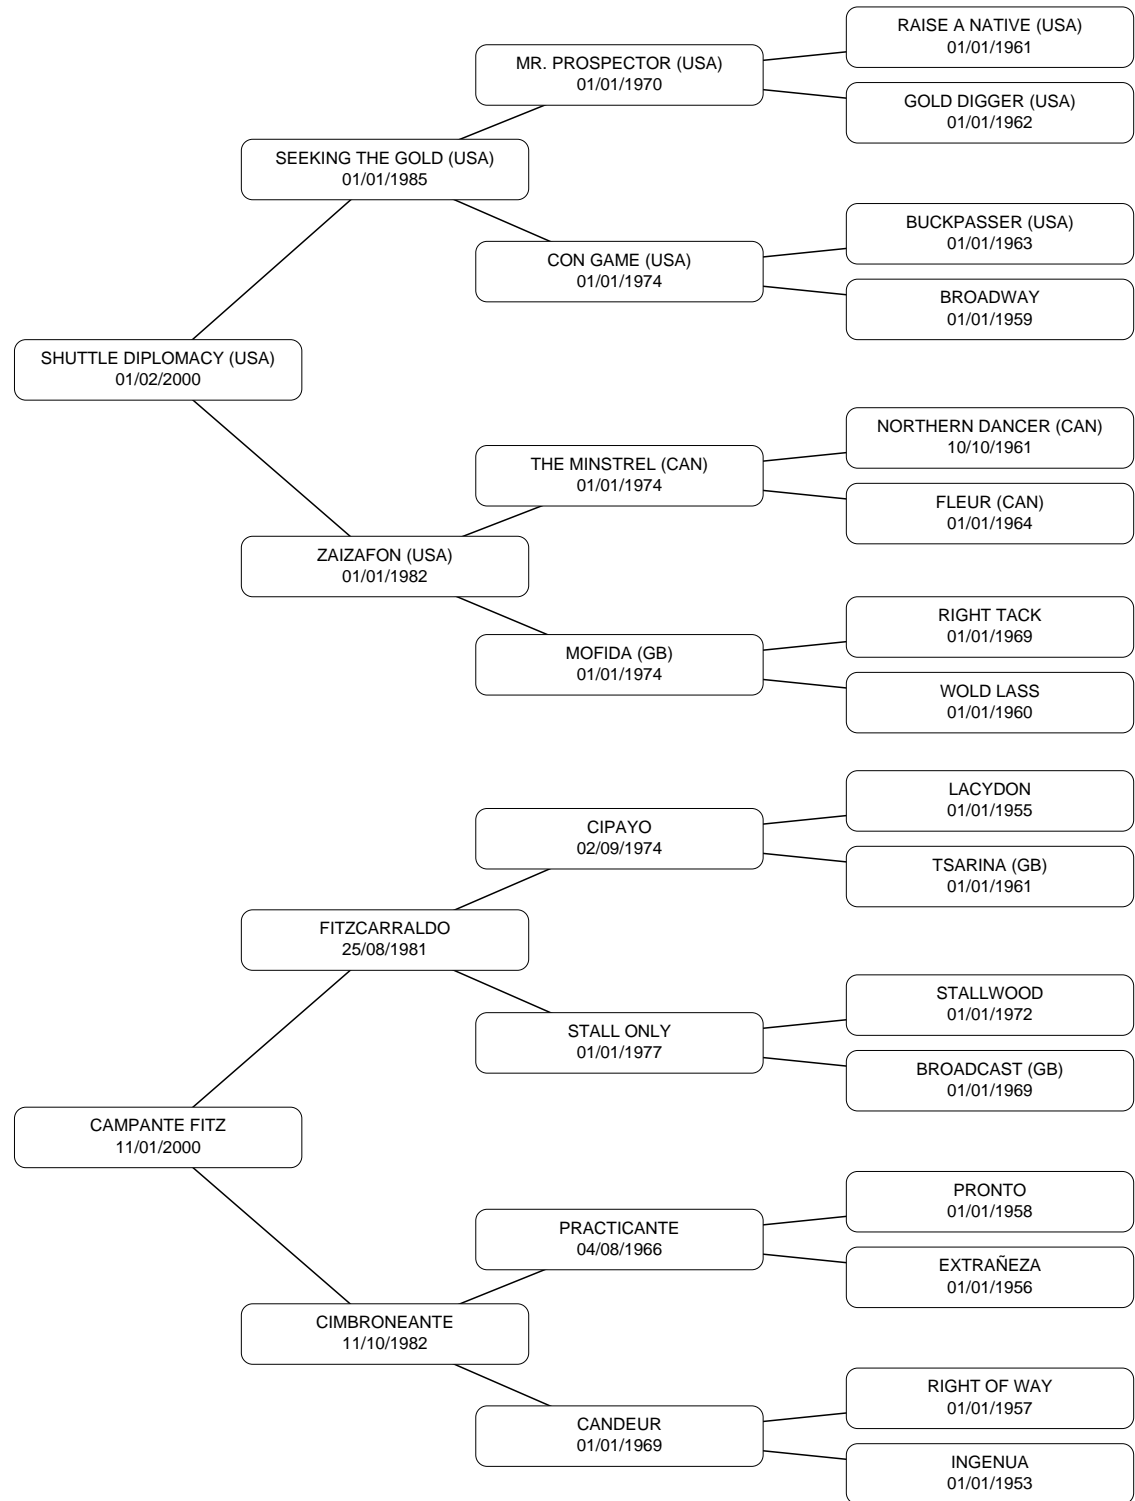 RAISE A NATIVE (USA)
01/01/1961
MR. PROSPECTOR (USA)
01/01/1970
GOLD DIGGER (USA)
01/01/1962
SEEKING THE GOLD (USA)
01/01/1985
BUCKPASSER (USA)
01/01/1963
CON GAME (USA)
01/01/1974
BROADWAY
01/01/1959
SHUTTLE DIPLOMACY (USA)
01/02/2000
NORTHERN DANCER (CAN)
10/10/1961
THE MINSTREL (CAN)
01/01/1974
FLEUR (CAN)
01/01/1964
ZAIZAFON (USA)
01/01/1982
RIGHT TACK
01/01/1969
MOFIDA (GB)
01/01/1974
WOLD LASS
01/01/1960
LACYDON
01/01/1955
CIPAYO
02/09/1974
TSARINA (GB)
01/01/1961
FITZCARRALDO
25/08/1981
STALLWOOD
01/01/1972
STALL ONLY
01/01/1977
BROADCAST (GB)
01/01/1969
CAMPANTE FITZ
11/01/2000
PRONTO
01/01/1958
PRACTICANTE
04/08/1966
EXTRAÑEZA
01/01/1956
CIMBRONEANTE
11/10/1982
RIGHT OF WAY
01/01/1957
CANDEUR
01/01/1969
INGENUA
01/01/1953